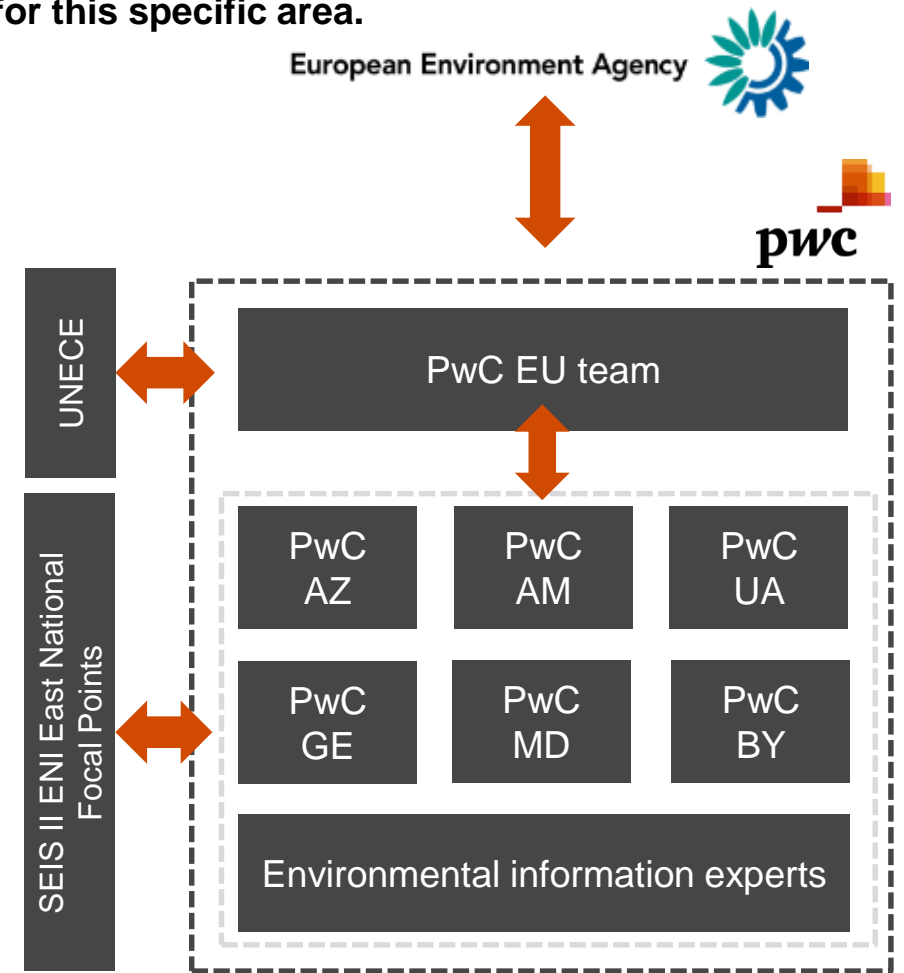 for this specific area.
European Environment Agency
pwc
UNECE
PwC EU team
SEIS II ENI East National
Focal Points
PwC
AZ
PwC
AM
PwC
UA
PwC
GE
PwC
MD
PwC
BY
Environmental information experts